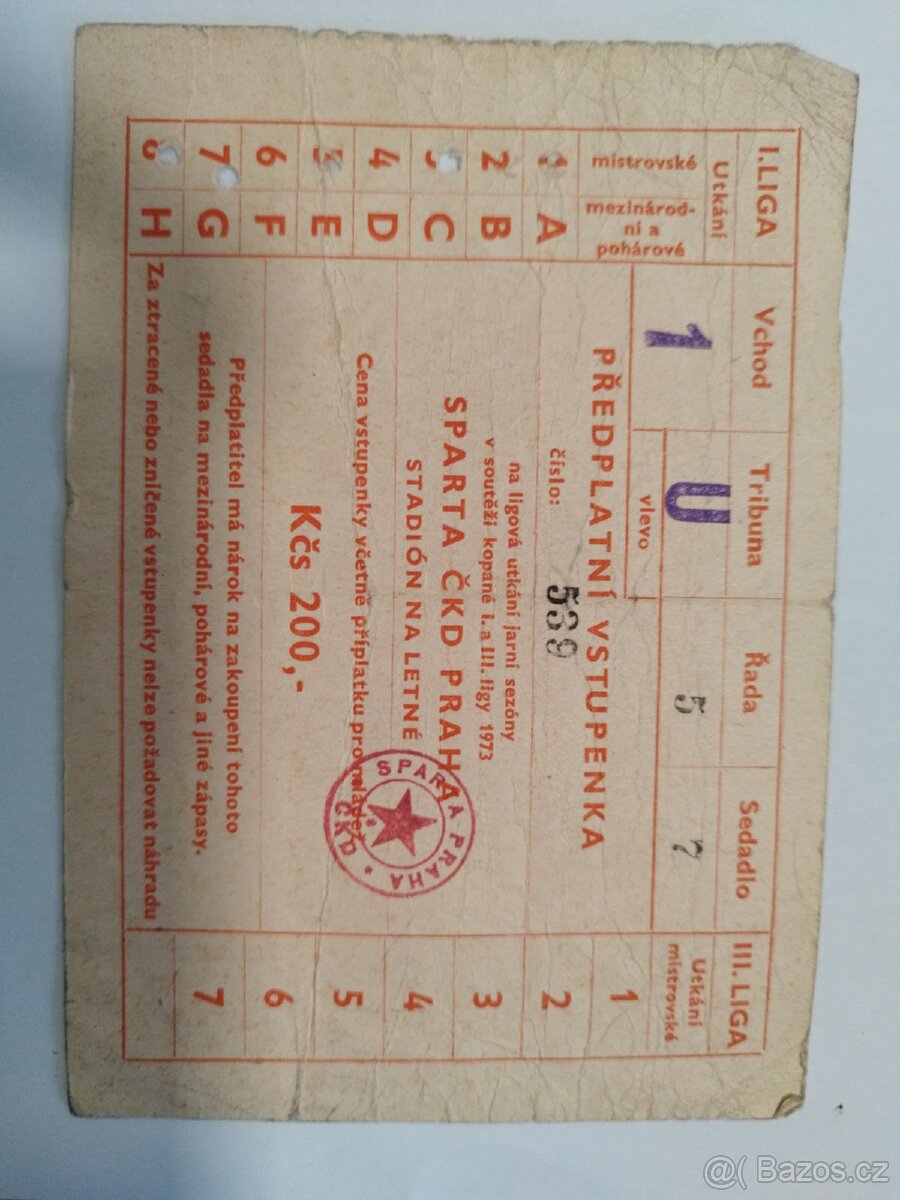 I.LIGA
Utkání
mistrovské
mezinárod-
ní a
pohárové
A
2 B
3 C
4 D
5 E
6 F
7 G
8 H
Vchod Tribuna Řada Sedadlo
1 U 5 7
vlevo
PŘEDPLATNÍ VSTUPENKA
číslo: 539
na ligová utkání jarní sezóny
v soutěži kopané I. a III. ligy 1973
SPARTA ČKD PRAHA
STADIÓN NA LETNÉ
Cena vstupenky včetně příplatku pro mládež
Kčs 200,-
Předplatitel má nárok na zakoupení tohoto
sedadla na mezinárodní, pohárové a jiné zápasy.
Za ztracené nebo zničené vstupenky nelze požadovat náhradu
SPARTA PRAHA
ČKD
III.LIGA
Utkání
mistrovské
1
2
3
4
5
6
7
@( Bazos.cz